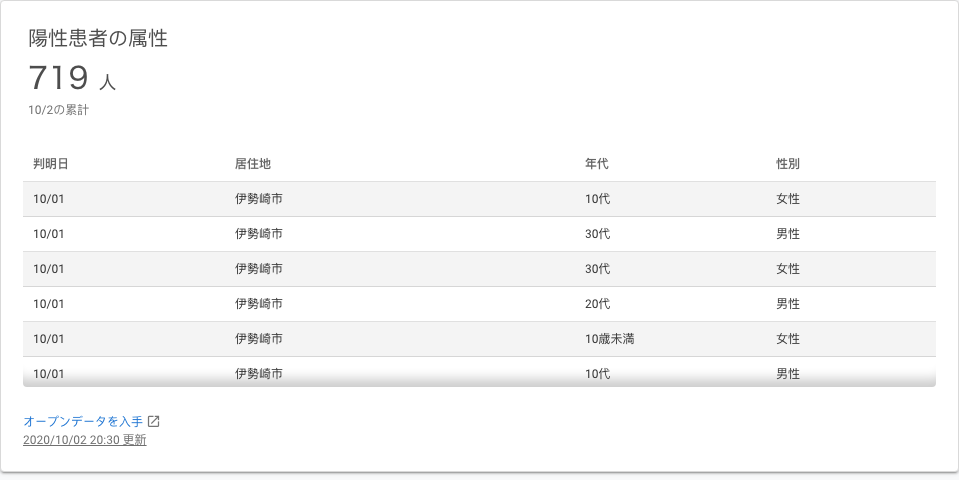 陽性患者の属性
719 人
10/2の累計
判明日 居住地 年代 性別
10/01 伊勢崎市 10代 女性
10/01 伊勢崎市 30代 男性
10/01 伊勢崎市 30代 女性
10/01 伊勢崎市 20代 男性
10/01 伊勢崎市 10歳未満 女性
10/01 伊勢崎市 10代 男性
オープンデータを入手
2020/10/02 20:30 更新